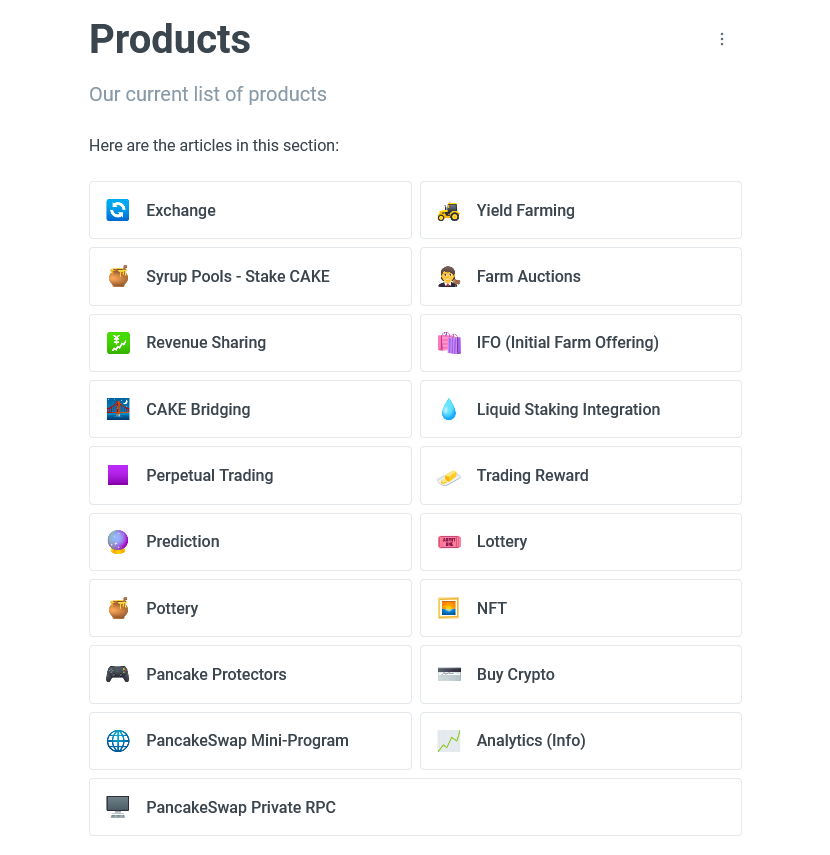 Products
Our current list of products
Here are the articles in this section:
Exchange
Yield Farming
Syrup Pools - Stake CAKE
Farm Auctions
Revenue Sharing
IFO (Initial Farm Offering)
CAKE Bridging
Liquid Staking Integration
Perpetual Trading
Trading Reward
Prediction
Lottery
Pottery
NFT
Pancake Protectors
Buy Crypto
PancakeSwap Mini-Program
Analytics (Info)
PancakeSwap Private RPC